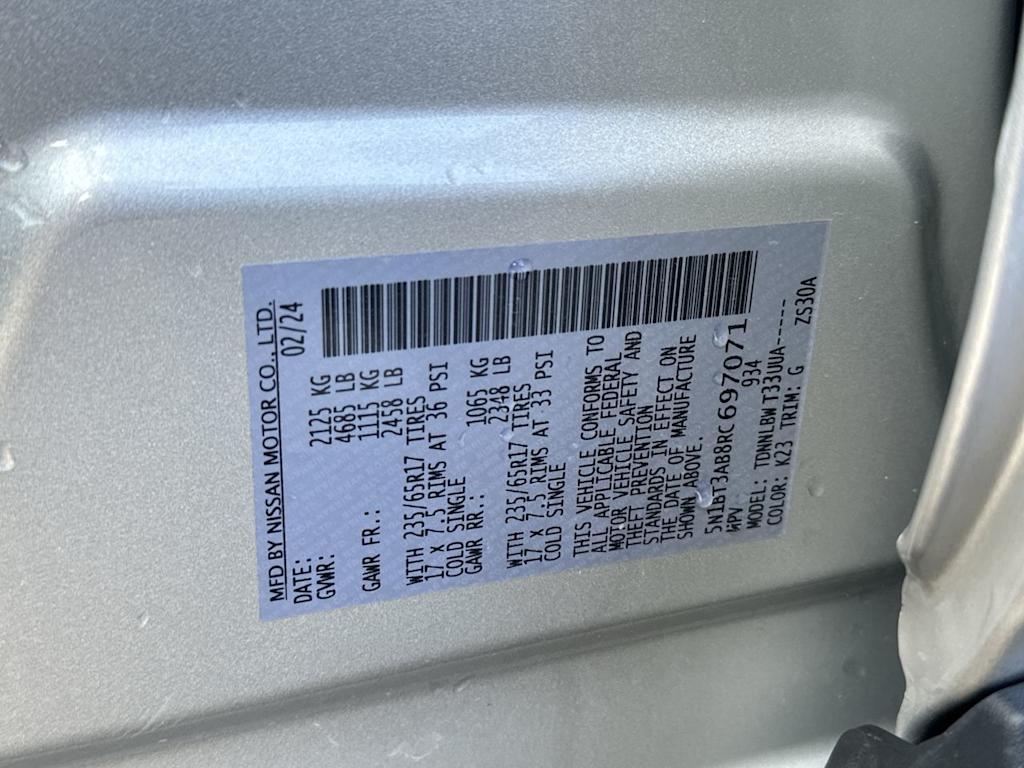 MFD BY NISSAN MOTOR CO., LTD.
DATE: 02/24
GVWR: 2125 KG
4685 LB
GAWR FR.: 1115 KG
2458 LB
WITH 235/65R17 TIRES
17 X 7.5 RIMS AT 36 PSI
COLD SINGLE
GAWR RR.: 1065 KG
2348 LB
WITH 235/65R17 TIRES
17 X 7.5 RIMS AT 33 PSI
COLD SINGLE
THIS VEHICLE CONFORMS TO
ALL APPLICABLE FEDERAL
MOTOR VEHICLE SAFETY AND
THEFT PREVENTION
STANDARDS IN EFFECT ON
THE DATE OF MANUFACTURE
SHOWN ABOVE.
5N1BT3AB8RC697071
MPV 934
MODEL: TDNNLBW T33UUA-----
COLOR: K23 TRIM: G ZS30A